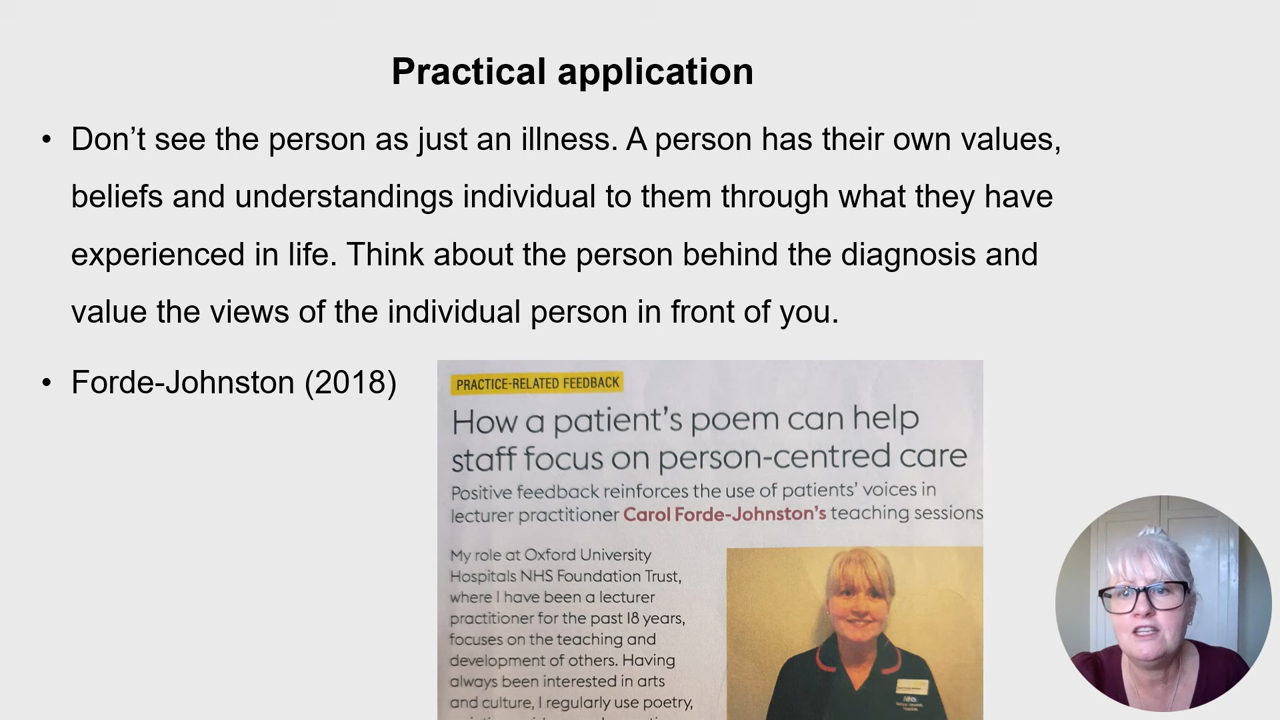 Practical application
• Don’t see the person as just an illness. A person has their own values,
beliefs and understandings individual to them through what they have
experienced in life. Think about the person behind the diagnosis and
value the views of the individual person in front of you.
• Forde-Johnston (2018)
PRACTICE-RELATED FEEDBACK
How a patient’s poem can help
staff focus on person-centred care
Positive feedback reinforces the use of patients’ voices in
lecturer practitioner Carol Forde-Johnston’s teaching sessions
My role at Oxford University
Hospitals NHS Foundation Trust,
where I have been a lecturer
practitioner for the past 18 years,
focuses on the teaching and
development of others. Having
always been interested in arts
and culture, I regularly use poetry,
NHS